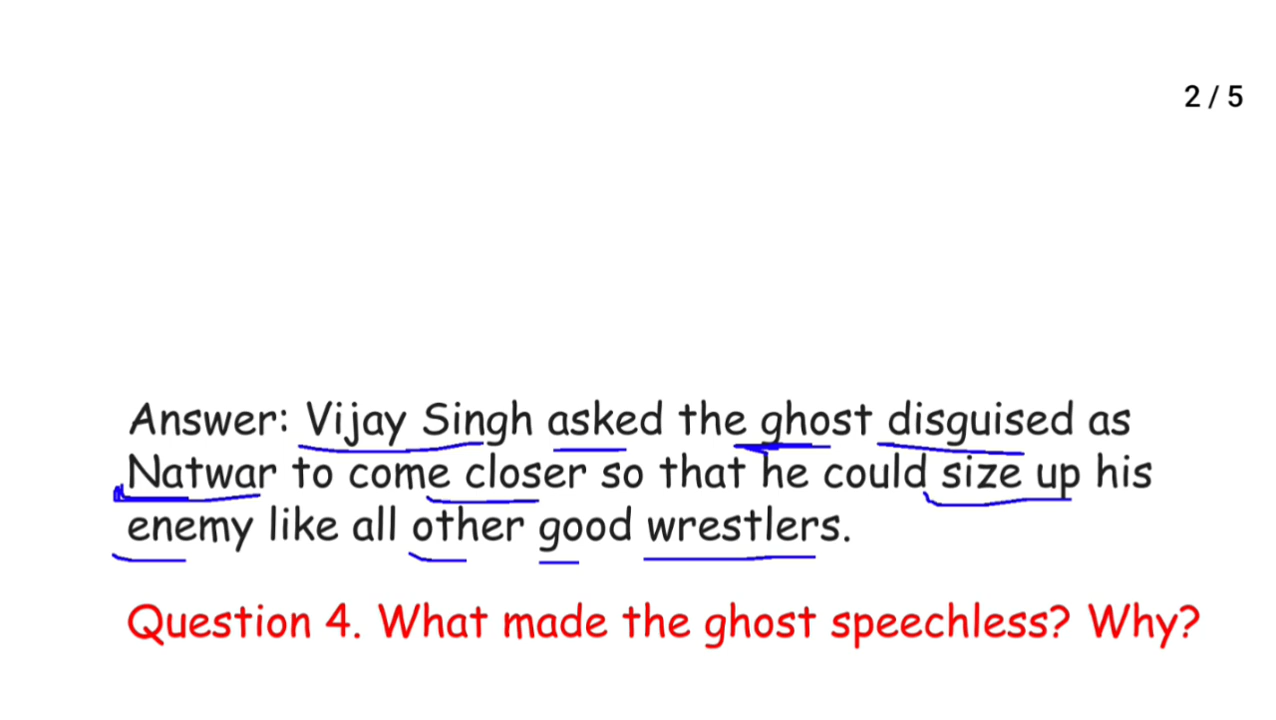 2 / 5
Answer: Vijay Singh asked the ghost disguised as
Natwar to come closer so that he could size up his
enemy like all other good wrestlers.
Question 4. What made the ghost speechless? Why?